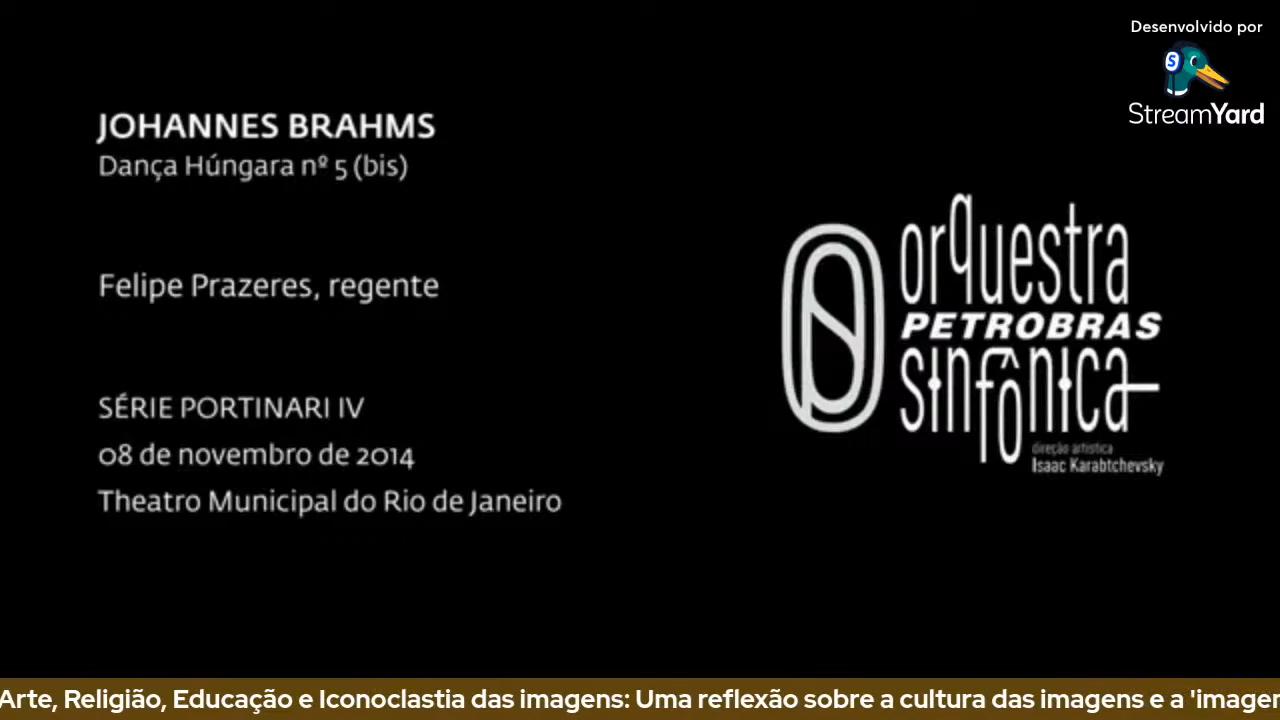 Desenvolvido por
StreamYard
JOHANNES BRAHMS
Dança Húngara nº 5 (bis)
Felipe Prazeres, regente
SÉRIE PORTINARI IV
08 de novembro de 2014
Theatro Municipal do Rio de Janeiro
orquestra
PETROBRAS
sinfônica
direção artística
Isaac Karabtchevsky
Arte, Religião, Educação e Iconoclastia das imagens: Uma reflexão sobre a cultura das imagens e a 'imagen